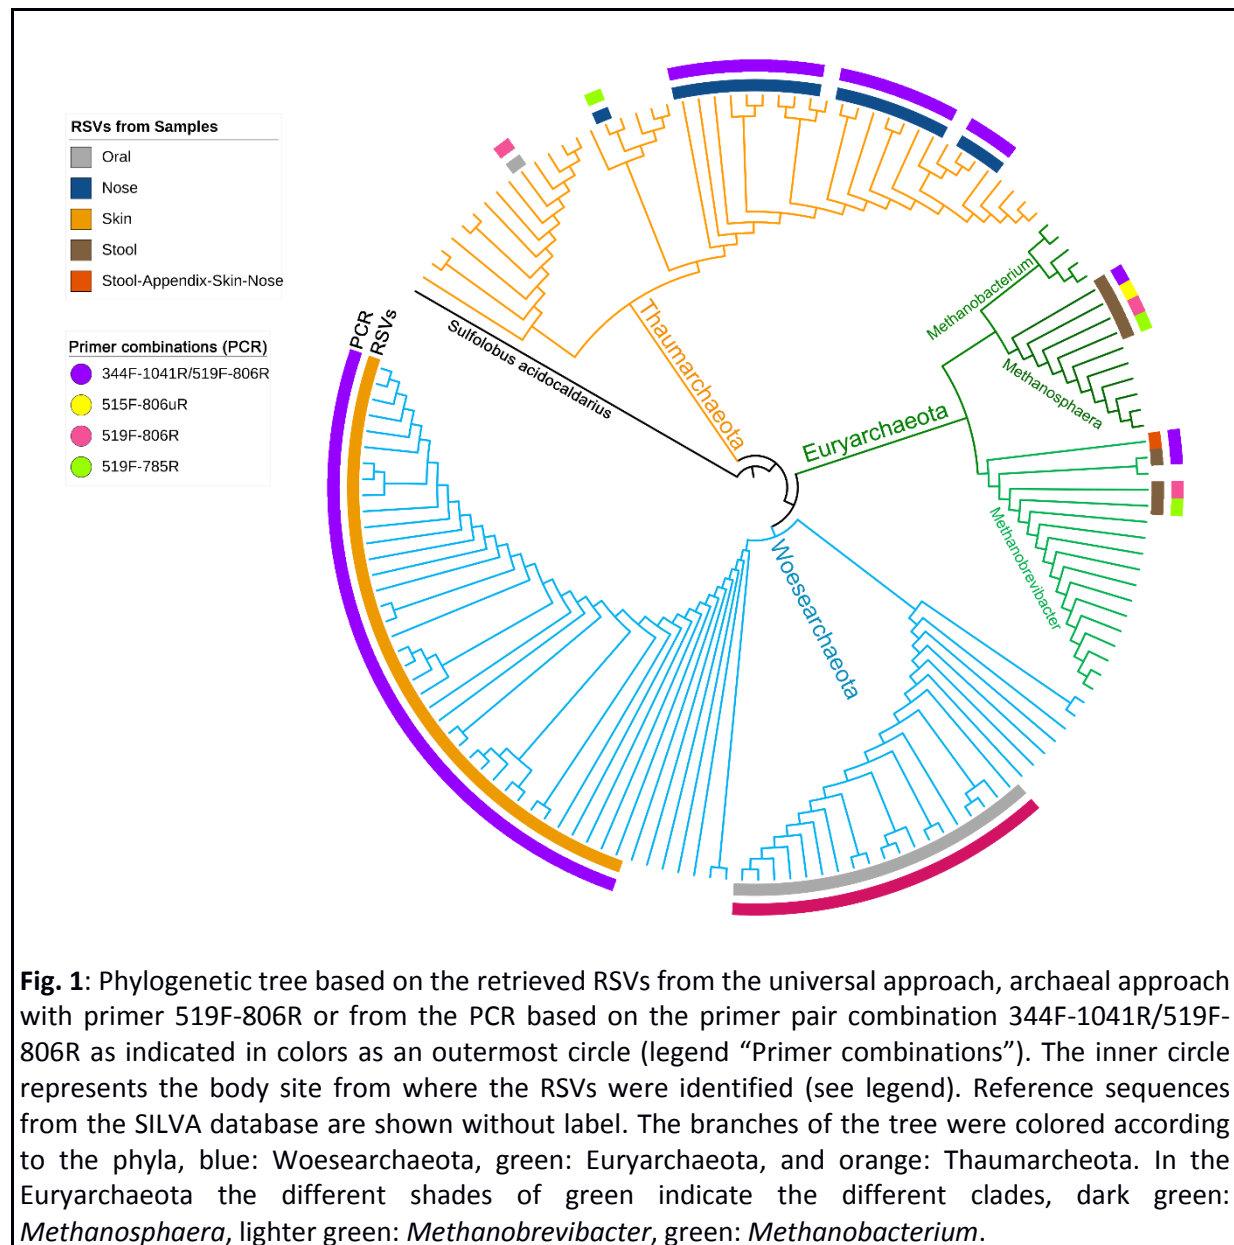 RSVs from Samples
Oral
Nose
Skin
Stool
Stool-Appendix-Skin-Nose
Primer combinations (PCR)
344F-1041R/519F-806R
515F-806uR
519F-806R
519F-785R
PCR
RSVs
Sulfolobus acidocaldarius
Thaumarchaeota
Euryarchaeota
Methanobacterium
Methanosphaera
Methanobrevibacter
Woesearchaeota
Fig. 1: Phylogenetic tree based on the retrieved RSVs from the universal approach, archaeal approach
with primer 519F-806R or from the PCR based on the primer pair combination 344F-1041R/519F-
806R as indicated in colors as an outermost circle (legend “Primer combinations”). The inner circle
represents the body site from where the RSVs were identified (see legend). Reference sequences
from the SILVA database are shown without label. The branches of the tree were colored according
to the phyla, blue: Woesearchaeota, green: Euryarchaeota, and orange: Thaumarcheota. In the
Euryarchaeota the different shades of green indicate the different clades, dark green:
Methanosphaera, lighter green: Methanobrevibacter, green: Methanobacterium.